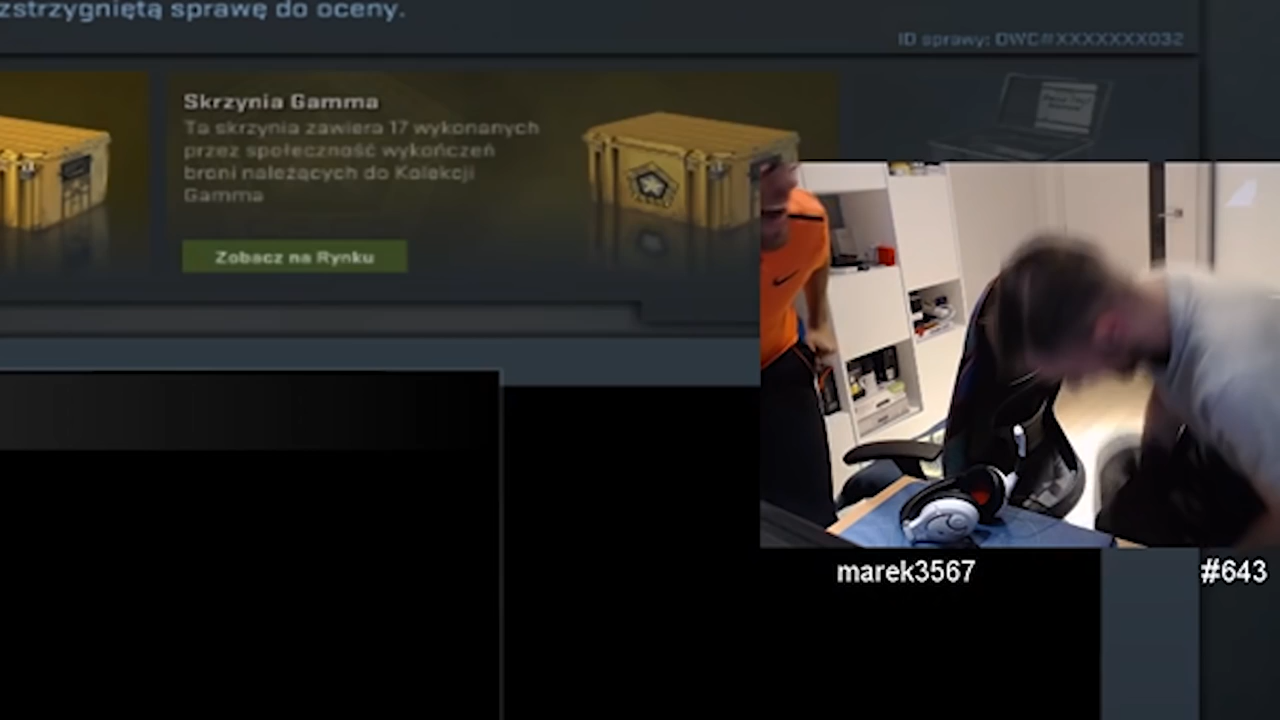 zstrzygniętą sprawę do oceny.
ID sprawy: OWC#XXXXXXX032
Skrzynia Gamma
Ta skrzynia zawiera 17 wykonanych
przez społeczność wykończeń
broni należących do Kolekcji
Gamma
Zobacz na Rynku
marek3567
#643